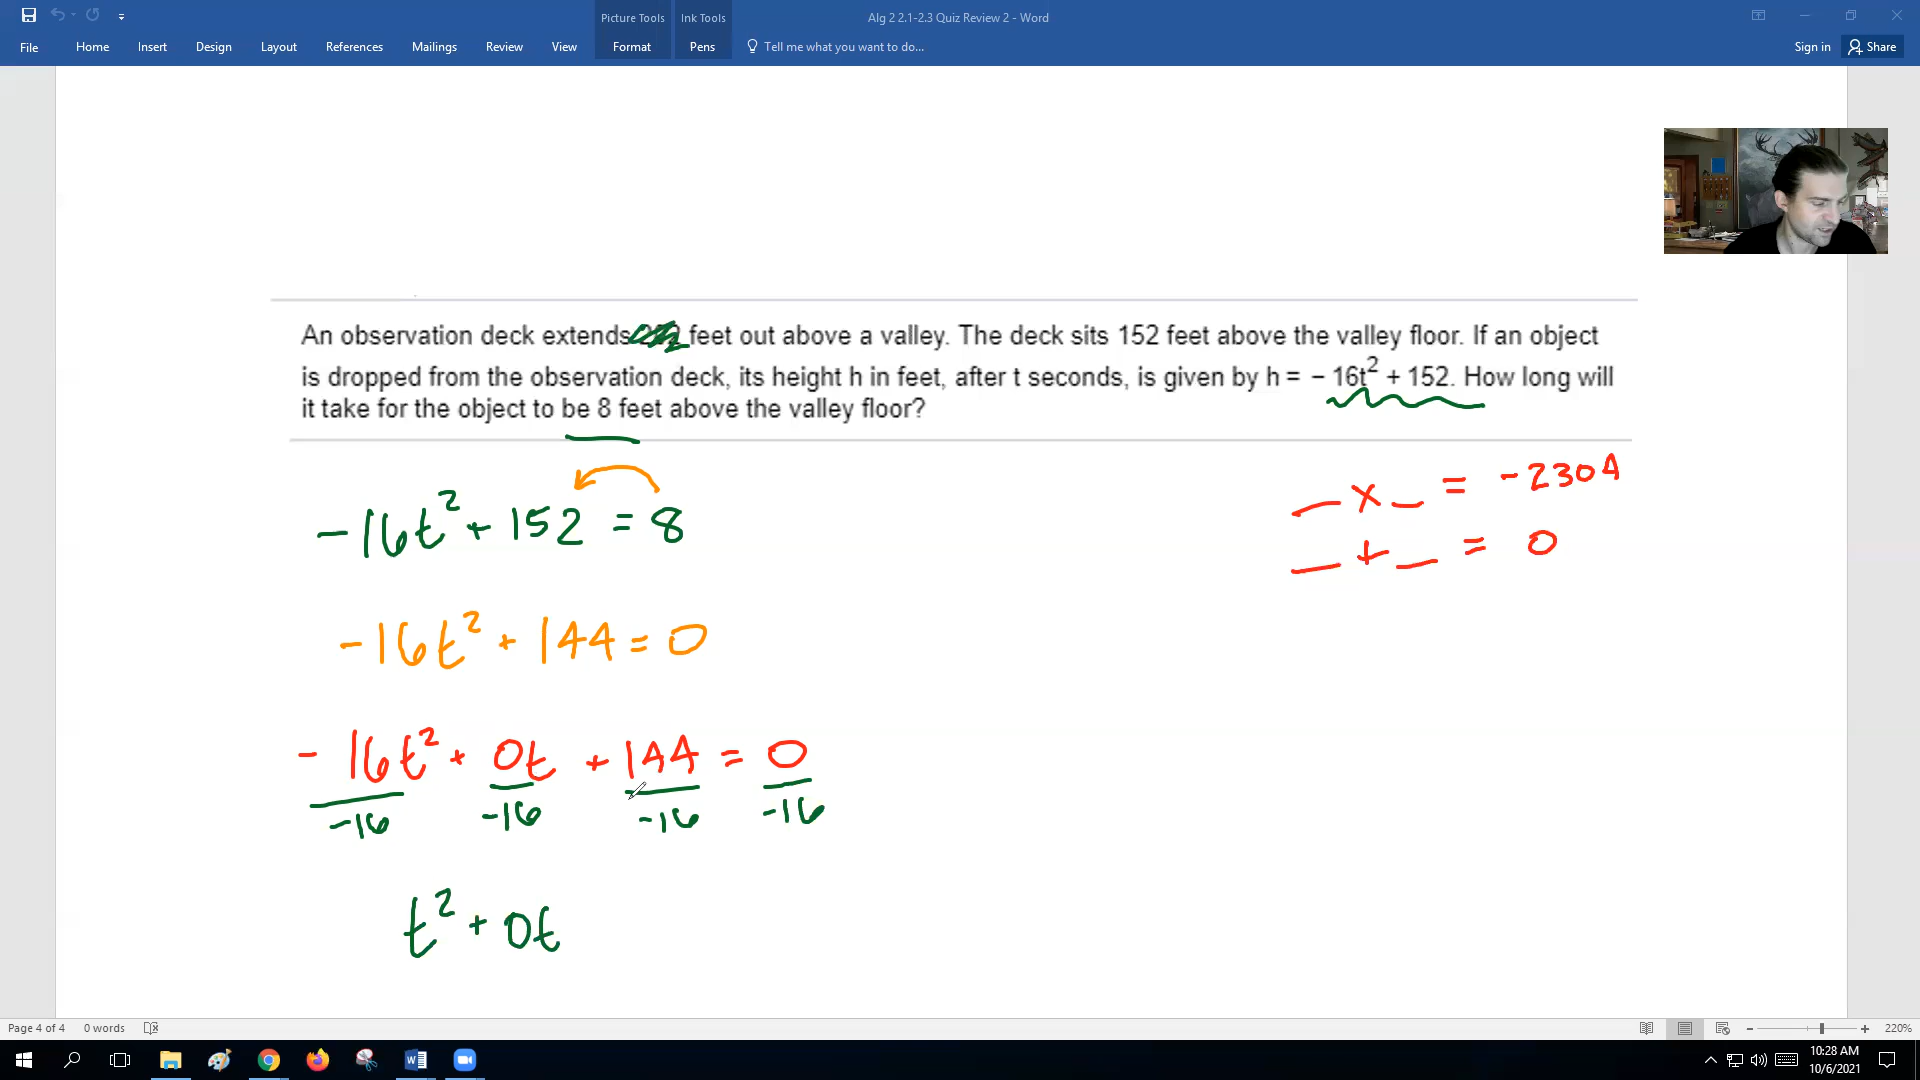 Alg 2 2.1-2.3 Quiz Review 2 - Word
Picture Tools
Ink Tools
File
Home
Insert
Design
Layout
References
Mailings
Review
View
Format
Pens
Tell me what you want to do...
Sign in
Share
An observation deck extends feet out above a valley. The deck sits 152 feet above the valley floor. If an object
is dropped from the observation deck, its height h in feet, after t seconds, is given by h = − 16t² + 152. How long will
it take for the object to be 8 feet above the valley floor?
-16t² + 152 = 8
_ x _ = -2304
_ + _ = 0
-16t² + 144 = 0
- 16t² + 0t + 144 = 0
-16 -16 -16 -16
t² + 0t
Page 4 of 4
0 words
220%
10:28 AM
10/6/2021